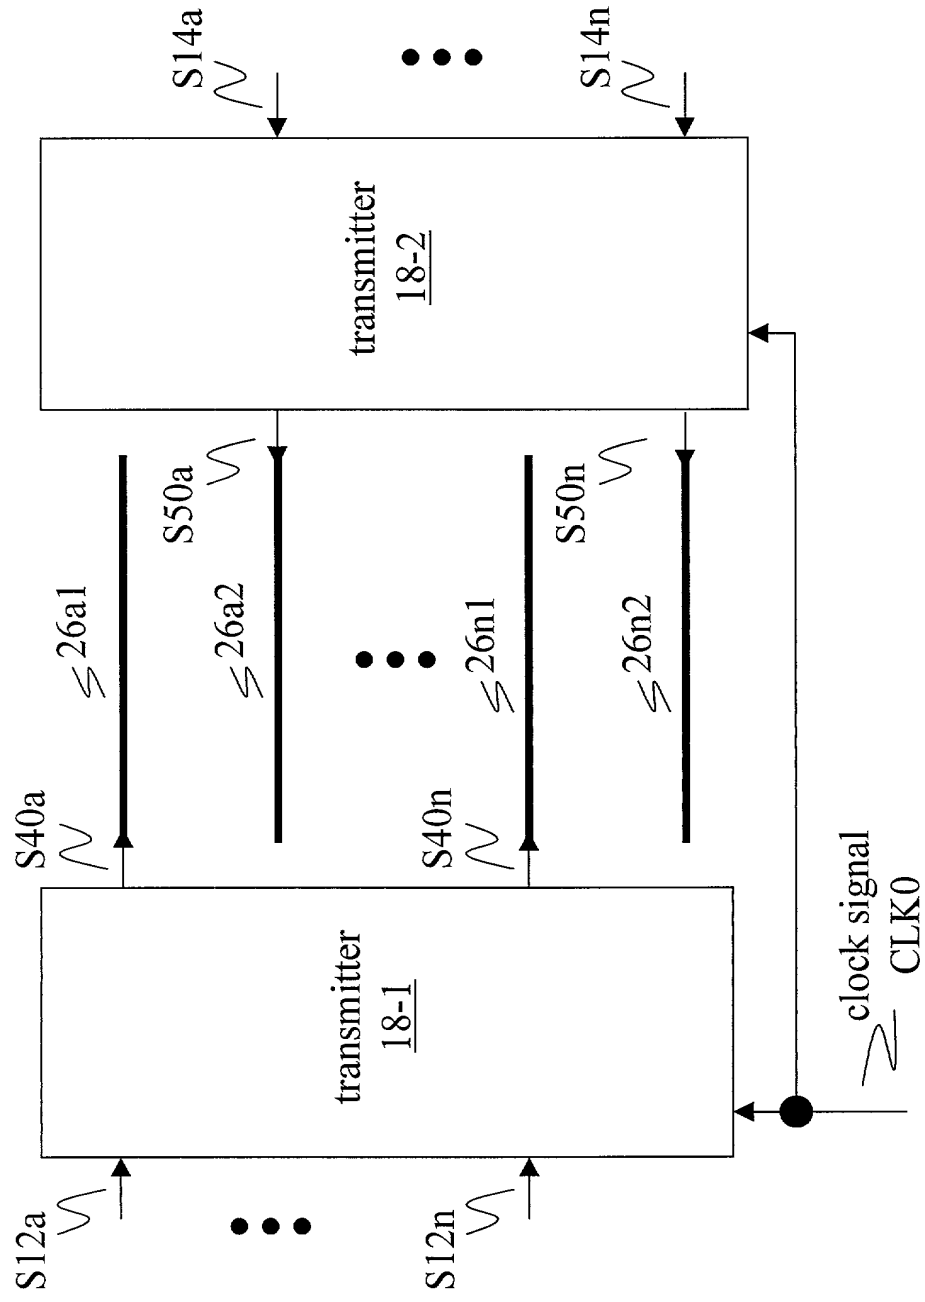 S12a
S12n
transmitter
18-1
S40a
S40n
clock signal
CLK0
26a1
26a2
26n1
26n2
S50a
S50n
transmitter
18-2
S14a
S14n